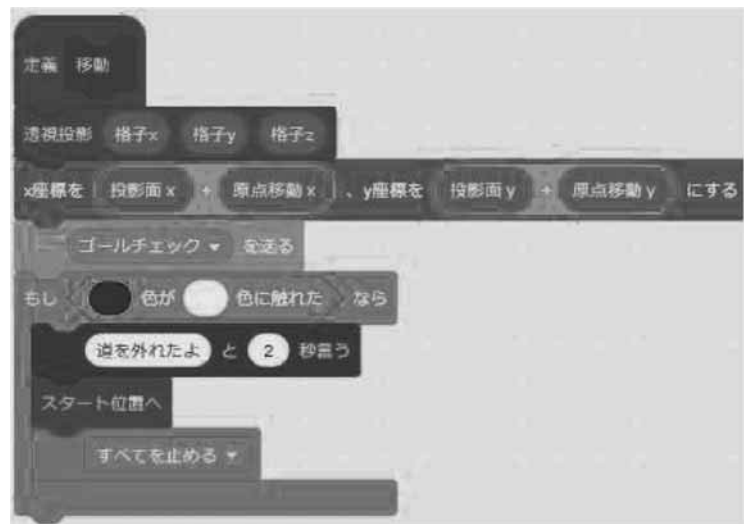 定義 移動
透視投影 格子x 格子y 格子z
x座標を 投影面 x + 原点移動 x 、y座標を 投影面 y + 原点移動 y にする
ゴールチェック を送る
もし 色が 色に触れた なら
道を外れたよ と 2 秒言う
スタート位置へ
すべてを止める